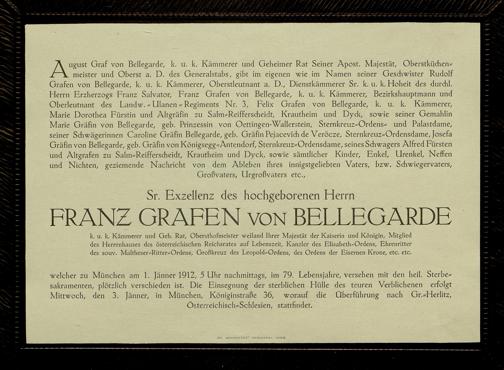 August Graf von Bellegarde, k. u. k. Kämmerer und Geheimer Rat Seiner Apost. Majestät, Oberstküchen=
meister und Oberst a. D. des Generalstabs, gibt im eigenen wie im Namen seiner Geschwister Rudolf
Grafen von Bellegarde, k. u. k. Kämmerer, Oberstleutnant a. D., Dienstkämmerer Sr. k. u. k. Hoheit des durchl.
Herrn Erzherzogs Franz Salvator, Franz Grafen von Bellegarde, k. u. k. Kämmerer, Bezirkshauptmann und
Oberleutnant des Landw.=Ulanen=Regiments Nr. 3, Felix Grafen von Bellegarde, k. u. k. Kämmerer,
Marie Dorothea Fürstin und Altgräfin zu Salm=Reifferscheidt, Krautheim und Dyck, sowie seiner Gemahlin
Marie Gräfin von Bellegarde, geb. Prinzessin von Oettingen=Wallerstein, Sternkreuz=Ordens= und Palastdame,
seiner Schwägerinnen Caroline Gräfin Bellegarde, geb. Gräfin Pejacevich de Veröcze, Sternkreuz=Ordensdame, Josefa
Gräfin von Bellegarde, geb. Gräfin von Königsegg=Aulendorf, Sternkreuz=Ordensdame, seines Schwagers Alfred Fürsten
und Altgrafen zu Salm=Reifferscheidt, Krautheim und Dyck, sowie sämtlicher Kinder, Enkel, Urenkel, Neffen
und Nichten, geziemende Nachricht von dem Ableben ihres innigstgeliebten Vaters, bzw. Schwiegervaters,
Großvaters, Urgroßvaters etc.,
Sr. Exzellenz des hochgeborenen Herrn
FRANZ GRAFEN VON BELLEGARDE
k. u. k. Kämmerer und Geh. Rat, Obersthofmeister weiland Ihrer Majestät der Kaiserin und Königin, Mitglied
des Herrenhauses des österreichischen Reichsrates auf Lebenszeit, Kanzler des Elisabeth=Ordens, Ehrenritter
des souv. Maltheser=Ritter=Ordens, Großkreuz des Leopold=Ordens, des Ordens der Eisernen Krone, etc. etc.
welcher zu München am 1. Jänner 1912, 5 Uhr nachmittags, im 79. Lebensjahre, versehen mit den heil. Sterbe=
sakramenten, plötzlich verschieden ist. Die Einsegnung der sterblichen Hülle des teuren Verblichenen erfolgt
Mittwoch, den 3. Jänner, in München, Königinstraße 36, worauf die Überführung nach Gr.=Herlitz,
Österreichisch=Schlesien, stattfindet.